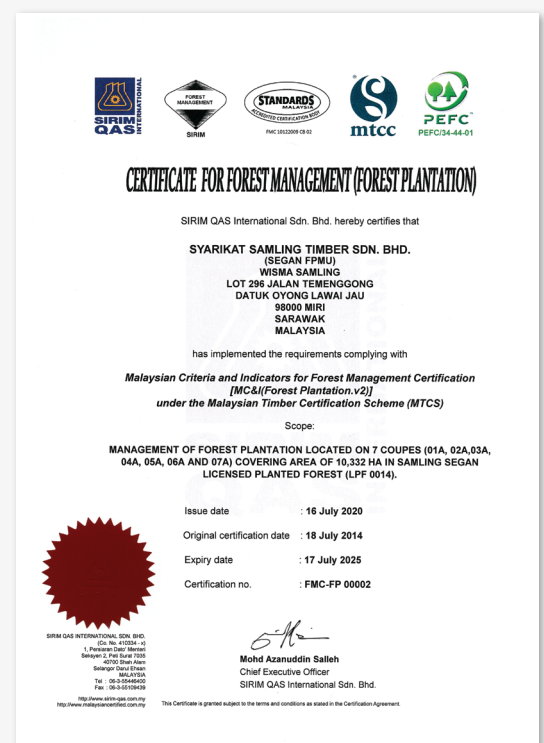 SIRIM
QAS
INTERNATIONAL
FOREST
MANAGEMENT
SIRIM
STANDARDS
MALAYSIA
ACCREDITED CERTIFICATION BODY
FMC 10122009 CB 02
mtcc
PEFC
PEFC/34-44-01
CERTIFICATE FOR FOREST MANAGEMENT (FOREST PLANTATION)
SIRIM QAS International Sdn. Bhd. hereby certifies that
SYARIKAT SAMLING TIMBER SDN. BHD.
(SEGAN FPMU)
WISMA SAMLING
LOT 296 JALAN TEMENGGONG
DATUK OYONG LAWAI JAU
98000 MIRI
SARAWAK
MALAYSIA
has implemented the requirements complying with
Malaysian Criteria and Indicators for Forest Management Certification
[MC&I(Forest Plantation.v2)]
under the Malaysian Timber Certification Scheme (MTCS)
Scope:
MANAGEMENT OF FOREST PLANTATION LOCATED ON 7 COUPES (01A, 02A,03A,
04A, 05A, 06A AND 07A) COVERING AREA OF 10,332 HA IN SAMLING SEGAN
LICENSED PLANTED FOREST (LPF 0014).
Issue date : 16 July 2020
Original certification date : 18 July 2014
Expiry date : 17 July 2025
Certification no. : FMC-FP 00002
SIRIM QAS INTERNATIONAL SDN. BHD.
(Co. No. 410334 - x)
1, Persiaran Dato' Menteri
Seksyen 2, Peti Surat 7035
40700 Shah Alam
Selangor Darul Ehsan
MALAYSIA
Tel : 06-3-55446400
Fax : 06-3-55109439
http://www.sirim-qas.com.my
http://www.malaysiancertified.com.my
Mohd Azanuddin Salleh
Chief Executive Officer
SIRIM QAS International Sdn. Bhd.
This Certificate is granted subject to the terms and conditions as stated in the Certification Agreement.